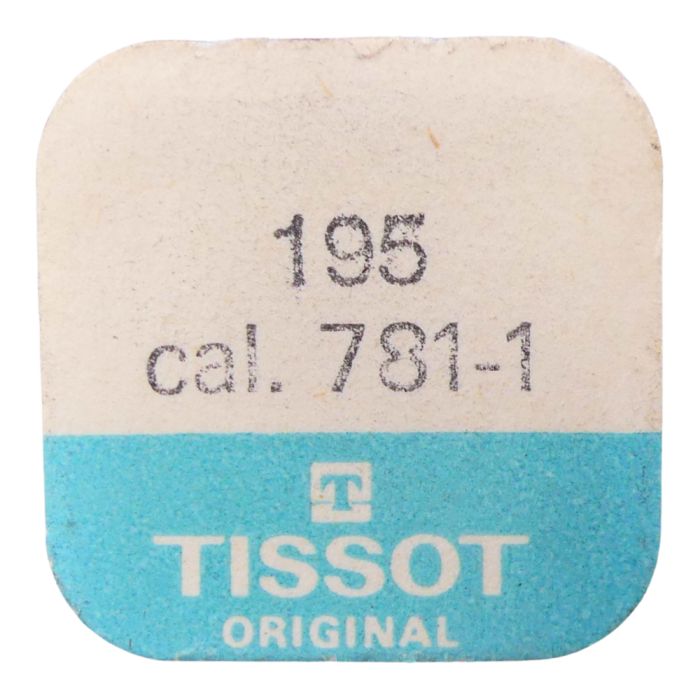 195
cal. 781-1
T
TISSOT
ORIGINAL